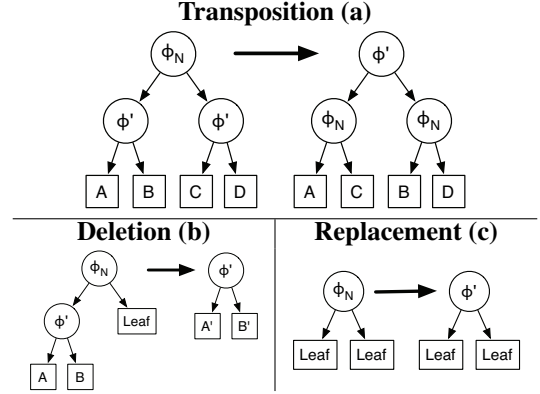 Transposition (a)
ϕN ϕ'
ϕ' ϕ' ϕN ϕN
A B C D A C B D
Deletion (b) Replacement (c)
ϕN ϕ'
ϕ' Leaf A' B'
A B
ϕN ϕ'
Leaf Leaf Leaf Leaf